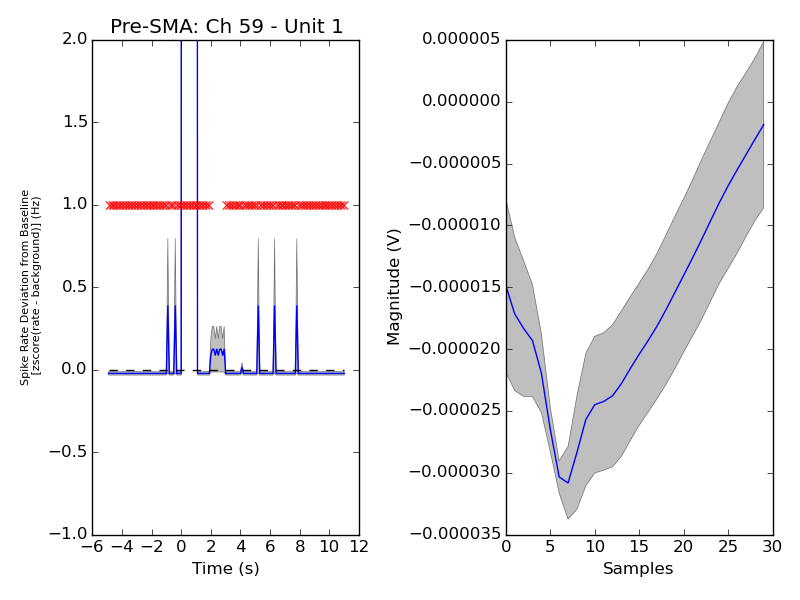 Pre-SMA: Ch 59 - Unit 1
Spike Rate Deviation from Baseline
[zscore(rate - background)] (Hz)
2.0
1.5
1.0
0.5
0.0
−0.5
−1.0
−6 −4 −2 0 2 4 6 8 10 12
Time (s)
Magnitude (V)
0.000005
0.000000
−0.000005
−0.000010
−0.000015
−0.000020
−0.000025
−0.000030
−0.000035
0 5 10 15 20 25 30
Samples